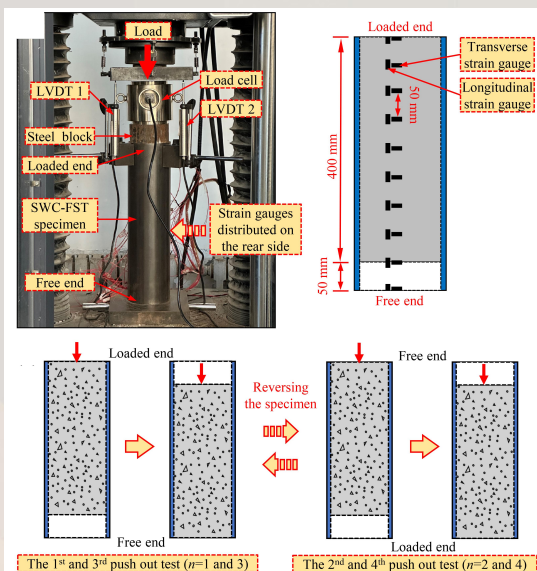 Load
LVDT 1
Load cell
LVDT 2
Steel block
Loaded end
SWC-FST
specimen
Strain gauges
distributed on
the rear side
Free end
Loaded end
Transverse
strain gauge
Longitudinal
strain gauge
50 mm
400 mm
50 mm
Free end
Loaded end
Free end
Reversing
the specimen
Free end
Loaded end
The 1st and 3rd push out test (n=1 and 3)
The 2nd and 4th push out test (n=2 and 4)